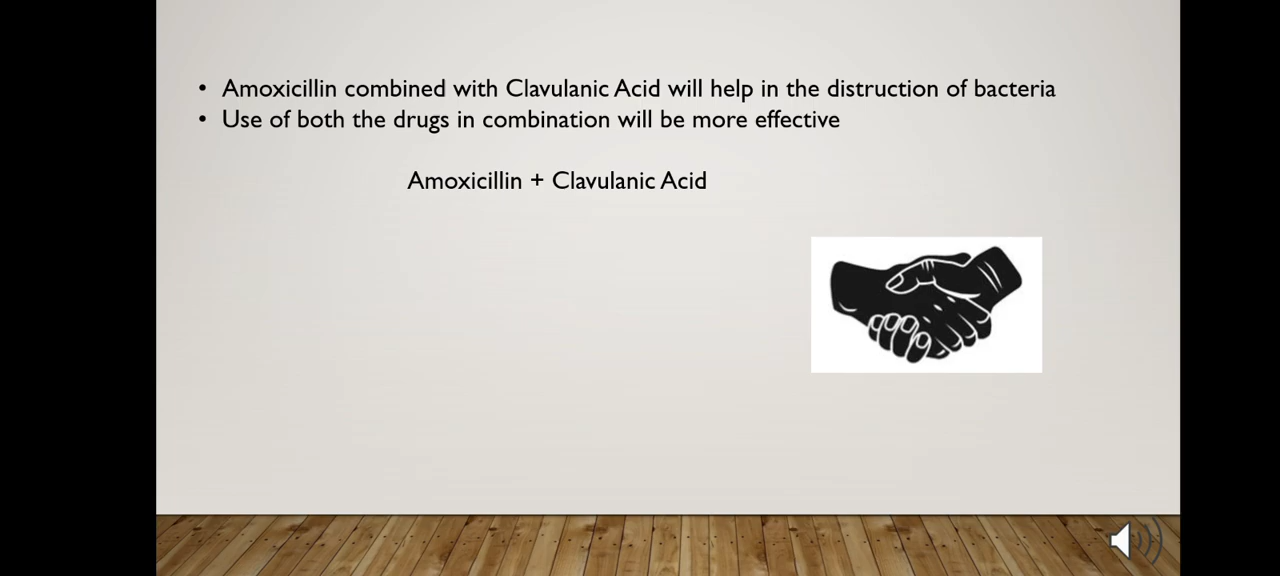 • Amoxicillin combined with Clavulanic Acid will help in the distruction of bacteria
• Use of both the drugs in combination will be more effective
Amoxicillin + Clavulanic Acid